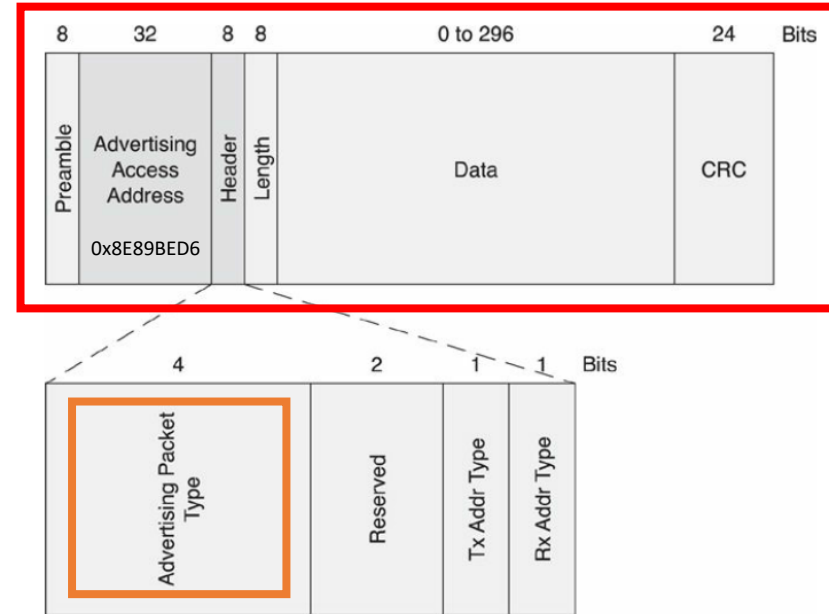 8 32 8 8 0 to 296 24 Bits
Preamble
Advertising
Access
Address
0x8E89BED6
Header
Length
Data
CRC
4 2 1 1 Bits
Advertising Packet
Type
Reserved
Tx Addr Type
Rx Addr Type